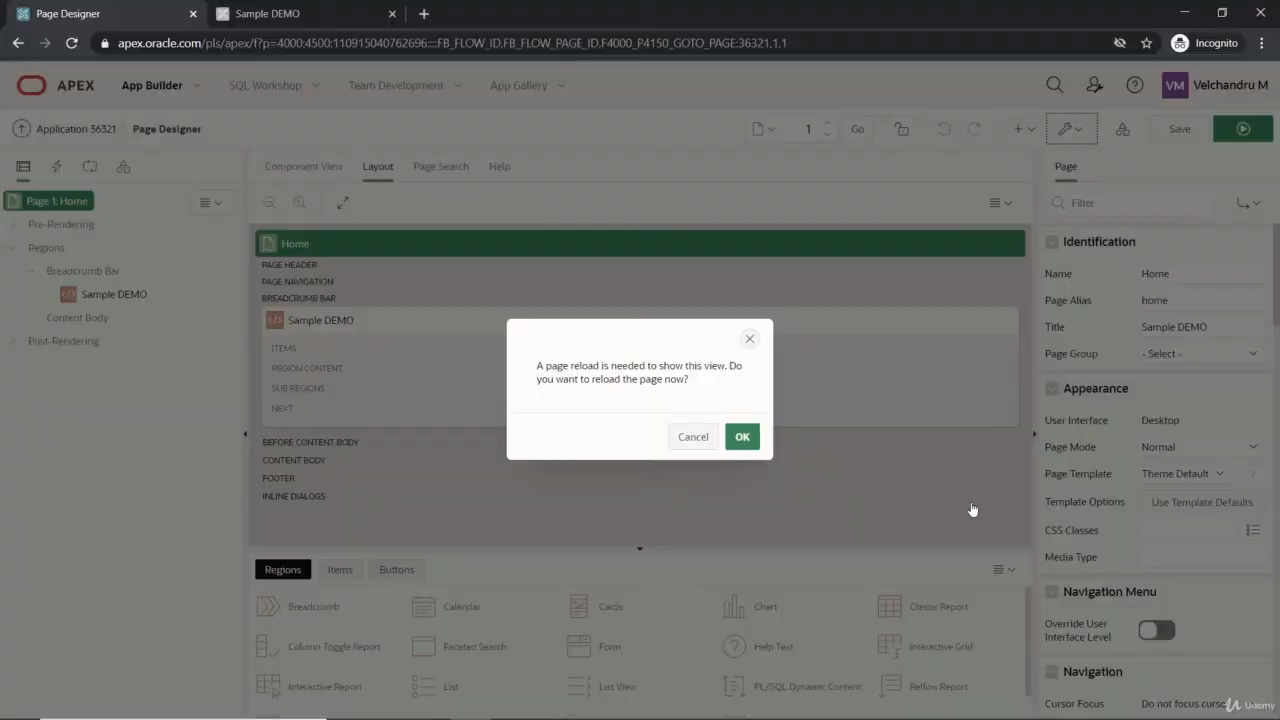 Page Designer
Sample DEMO
apex.oracle.com/pls/apex/f?p=4000:4500:110915040762696::::FB_FLOW_ID,FB_FLOW_PAGE_ID,F4000_P4150_GOTO_PAGE:36321,1,1
Incognito
APEX
App Builder
SQL Workshop
Team Development
App Gallery
VM
Velchandru M
Application 36321
Page Designer
1
Go
Save
Component View
Layout
Page Search
Help
Page
Page 1: Home
Pre-Rendering
Regions
Breadcrumb Bar
Sample DEMO
Content Body
Post-Rendering
Home
PAGE HEADER
PAGE NAVIGATION
BREADCRUMB BAR
Sample DEMO
ITEMS
REGION CONTENT
SUB REGIONS
NEXT
BEFORE CONTENT BODY
CONTENT BODY
FOOTER
INLINE DIALOGS
A page reload is needed to show this view. Do
you want to reload the page now?
Cancel
OK
Regions
Items
Buttons
Breadcrumb
Calendar
Cards
Chart
Classic Report
Column Toggle Report
Faceted Search
Form
Help Text
Interactive Grid
Interactive Report
List
List View
PL/SQL Dynamic Content
Reflow Report
Filter
Identification
Name
Home
Page Alias
home
Title
Sample DEMO
Page Group
- Select -
Appearance
User Interface
Desktop
Page Mode
Normal
Page Template
Theme Default
Template Options
Use Template Defaults
CSS Classes
Media Type
Navigation Menu
Override User
Interface Level
Navigation
Cursor Focus
Do not focus curso
Udemy